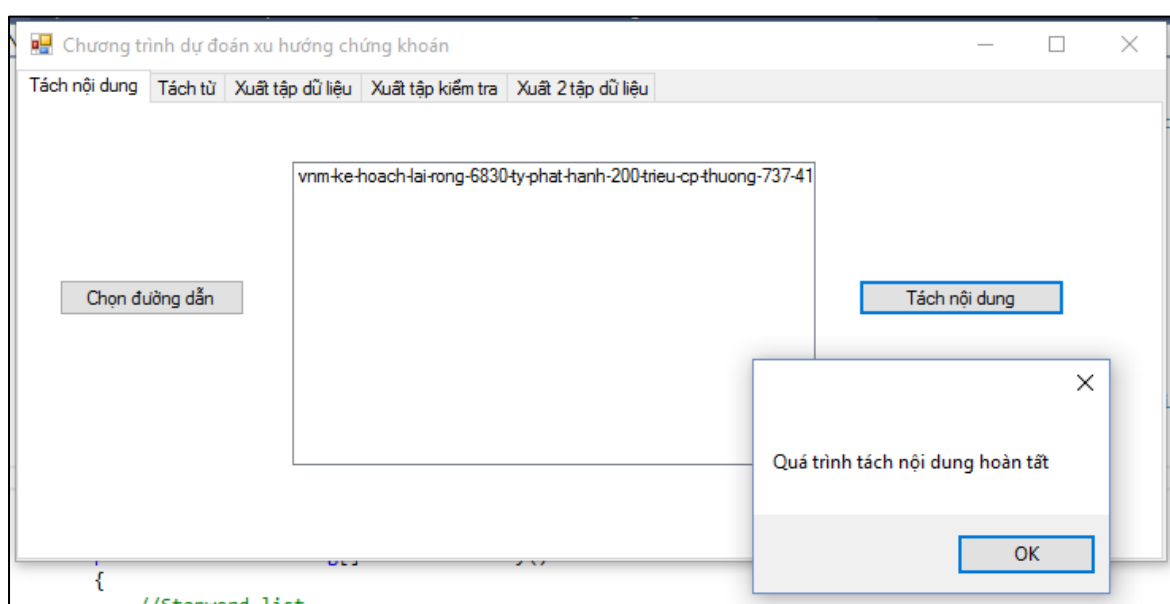 Chương trình dự đoán xu hướng chứng khoán
Tách nội dung Tách từ Xuất tập dữ liệu Xuất tập kiểm tra Xuất 2 tập dữ liệu
vnm-ke-hoach-lai-rong-6830-ty-phat-hanh-200-trieu-cp-thuong-737-41
Chọn đường dẫn
Tách nội dung
Quá trình tách nội dung hoàn tất
OK
{